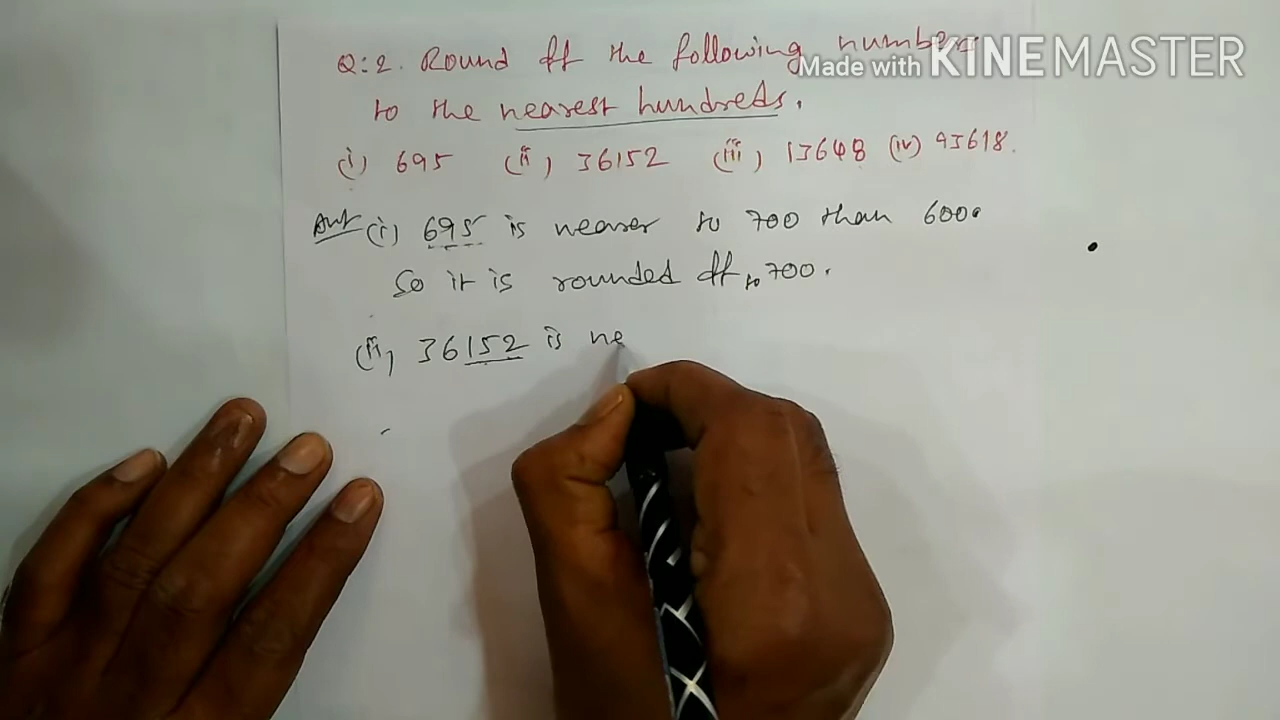 Q:2. Round off the following numbers
Made with KINEMASTER
to the nearest hundreds.
(i) 695 (ii) 36152 (iii) 13648 (iv) 93618.
Ans (i) 695 is nearer to 700 than 600.
So it is rounded off to 700.
(ii) 36152 is ne